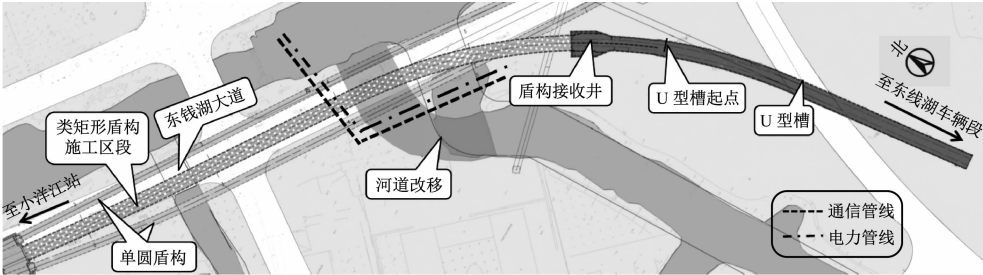 北
盾构接收井
U 型槽起点
U 型槽
至东线湖车辆段
东钱湖大道
类矩形盾构
施工区段
河道改移
至小洋江站
单圆盾构
通信管线
电力管线